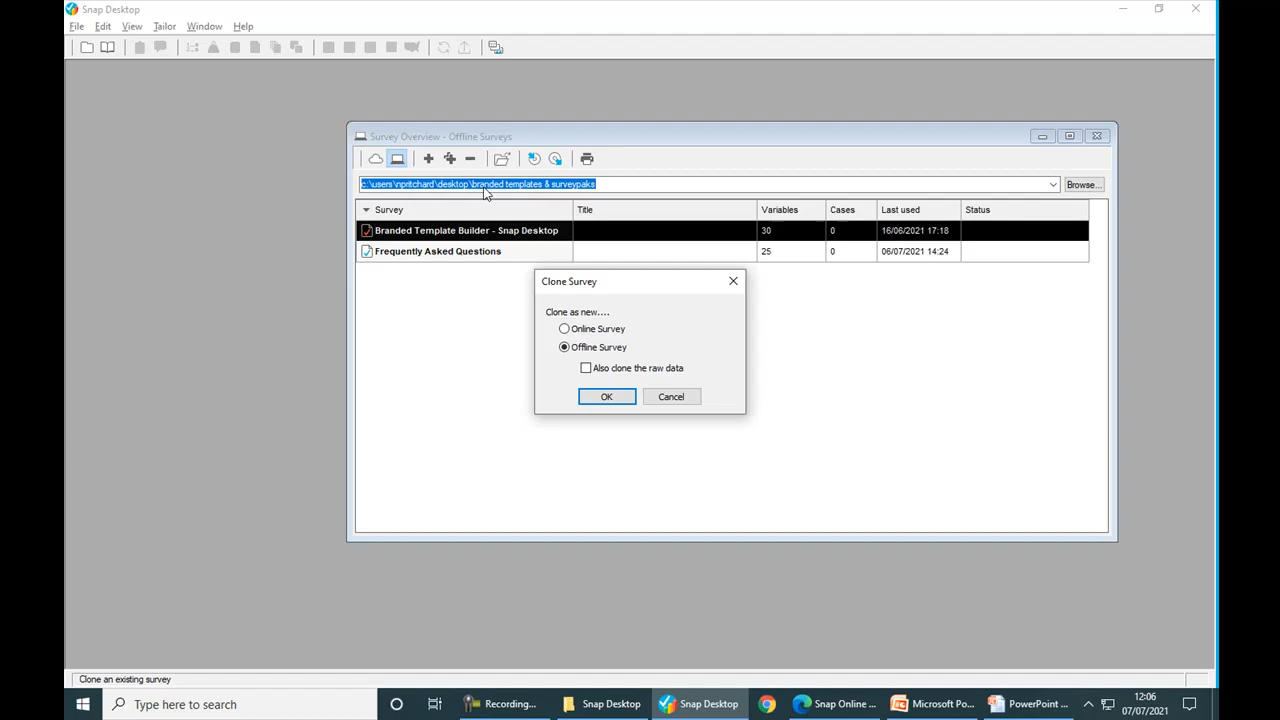 Snap Desktop
File Edit View Tailor Window Help
Survey Overview - Offline Surveys
c:\users\npritchard\desktop\branded templates & surveypaks
Browse...
Survey Title Variables Cases Last used Status
Branded Template Builder - Snap Desktop 30 0 16/06/2021 17:18
Frequently Asked Questions 25 0 06/07/2021 14:24
Clone Survey
Clone as new....
Online Survey
Offline Survey
Also clone the raw data
OK Cancel
Clone an existing survey
Type here to search Recording... Snap Desktop Snap Desktop Snap Online ... Microsoft Po... PowerPoint ... 12:06
07/07/2021